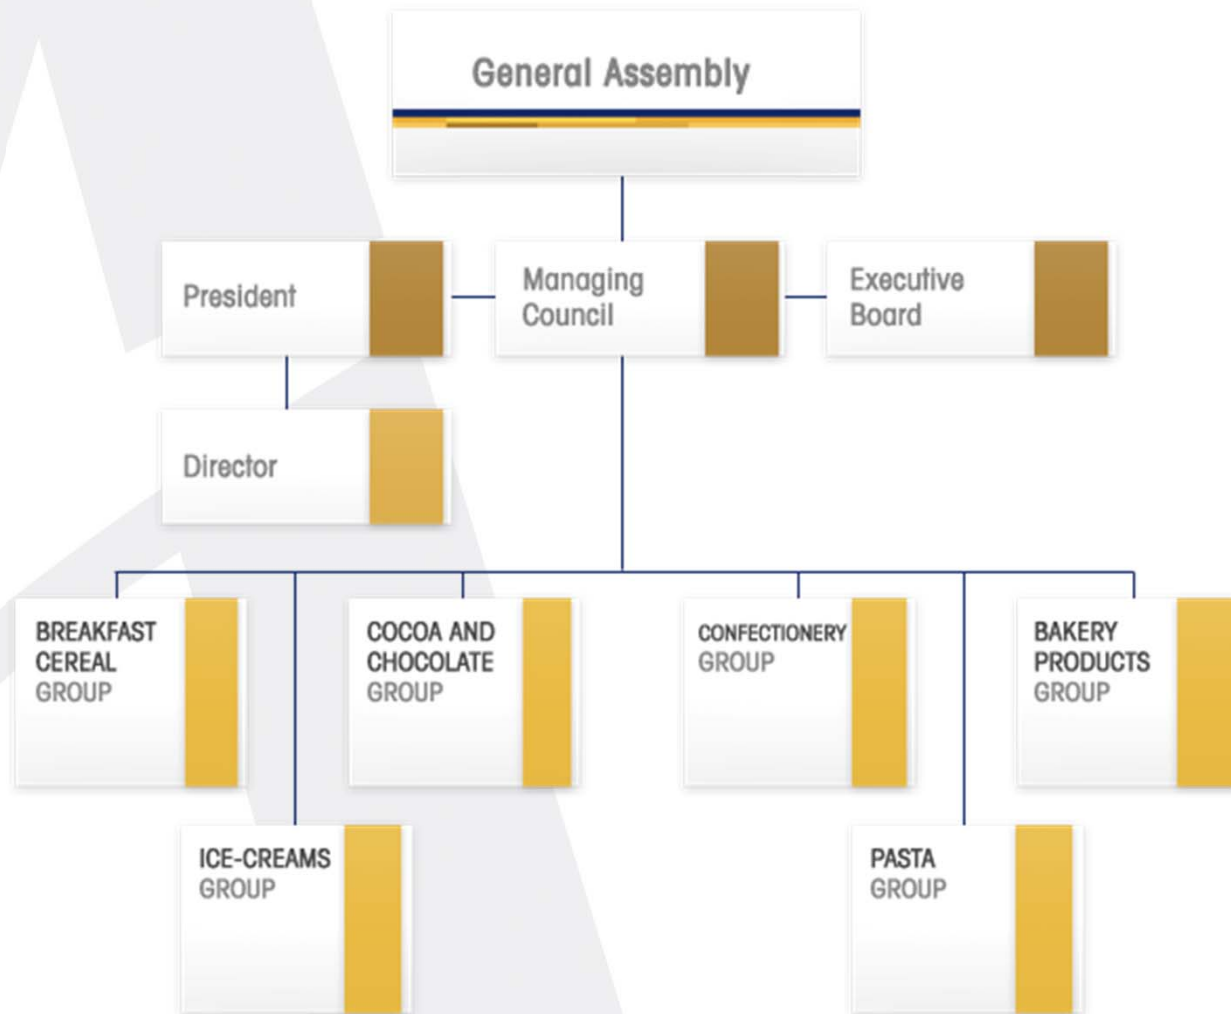 General Assembly
President
Managing
Council
Executive
Board
Director
BREAKFAST
CEREAL
GROUP
COCOA AND
CHOCOLATE
GROUP
CONFECTIONERY
GROUP
BAKERY
PRODUCTS
GROUP
ICE-CREAMS
GROUP
PASTA
GROUP